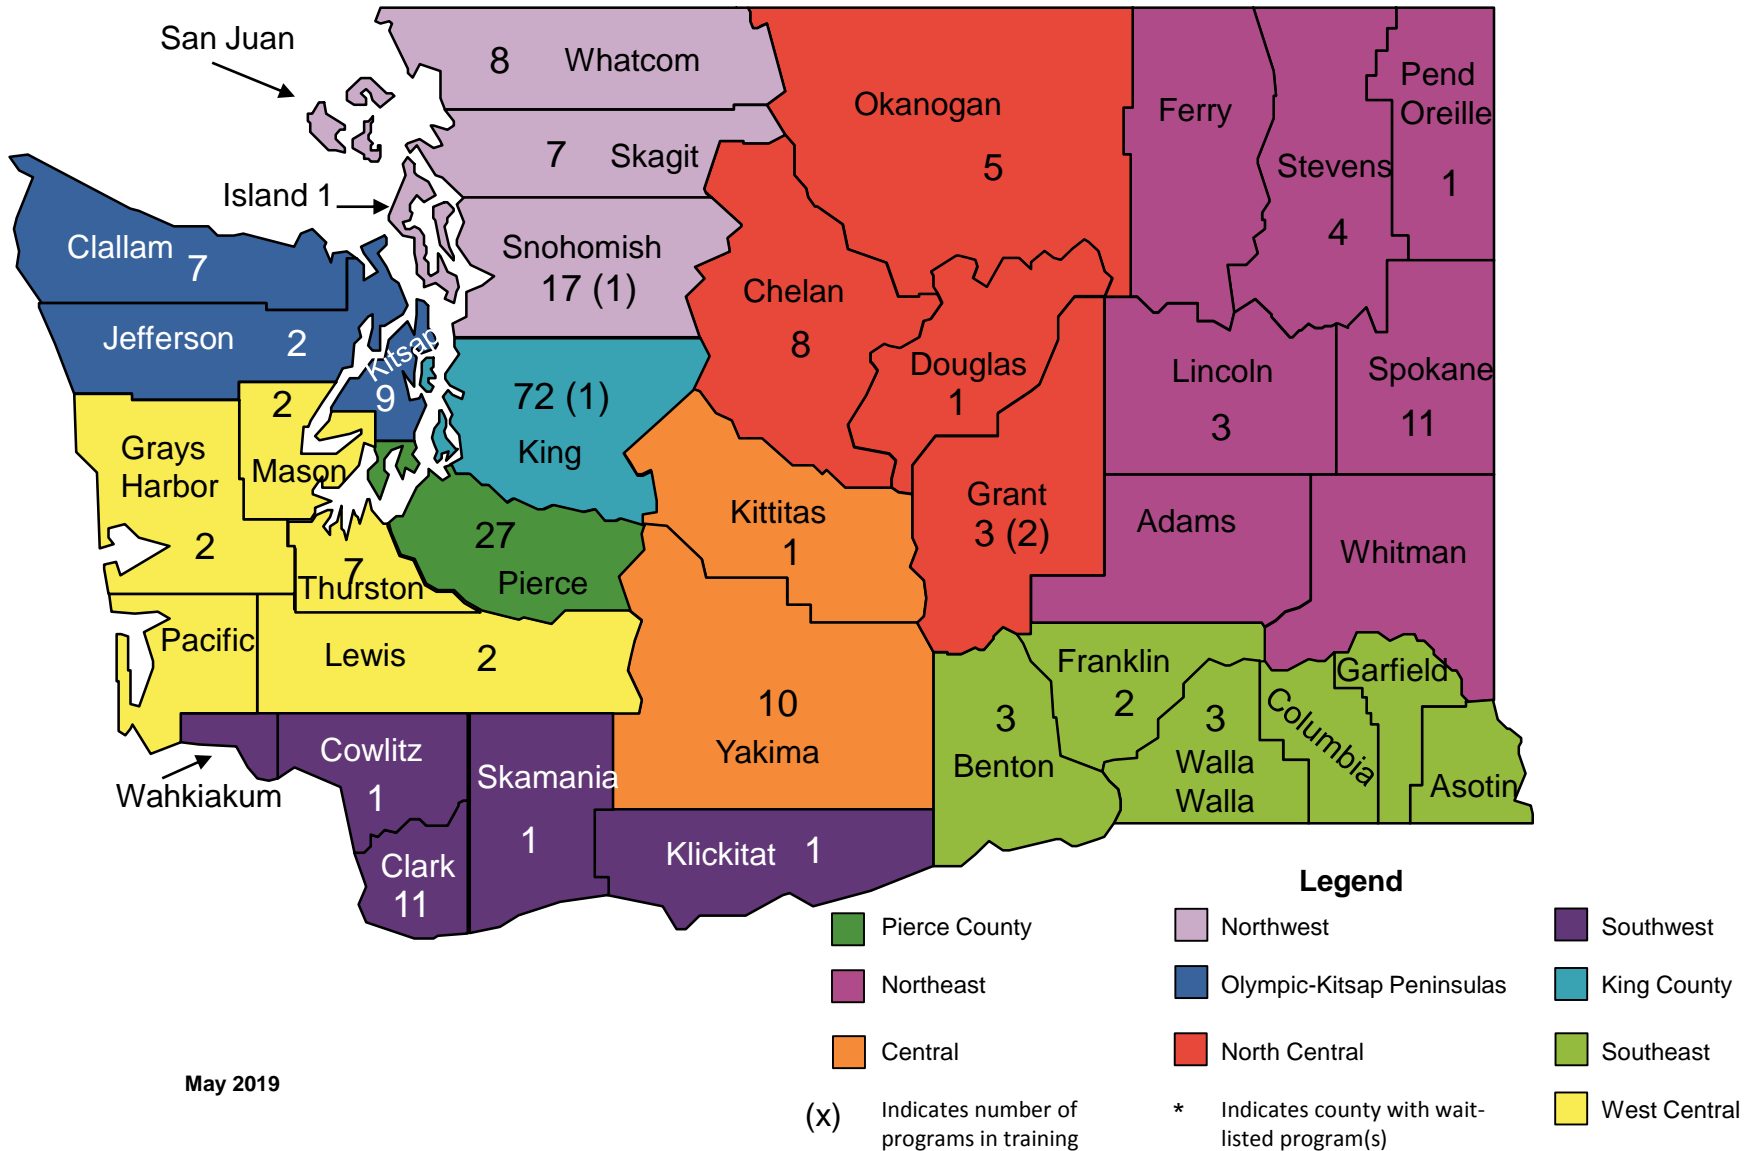 San Juan
8 Whatcom
7 Skagit
Island 1
Snohomish
17 (1)
Okanogan
5
Ferry
Stevens
4
Pend
Oreille
1
Clallam 7
Jefferson 2
Kitsap
9
72 (1)
King
Chelan
8
Douglas
1
Lincoln
3
Spokane
11
Grays
Harbor
2
2
Mason
7
Thurston
27
Pierce
Kittitas
1
Grant
3 (2)
Adams
Whitman
Pacific
Lewis 2
10
Yakima
3
Benton
Franklin
2
3
Walla
Walla
Columbia
Garfield
Asotin
Wahkiakum
Cowlitz
1
Clark
11
Skamania
1
Klickitat 1
Legend
Pierce County
Northwest
Southwest
Northeast
Olympic-Kitsap Peninsulas
King County
Central
North Central
Southeast
West Central
(x) Indicates number of
programs in training
* Indicates county with wait-
listed program(s)
May 2019